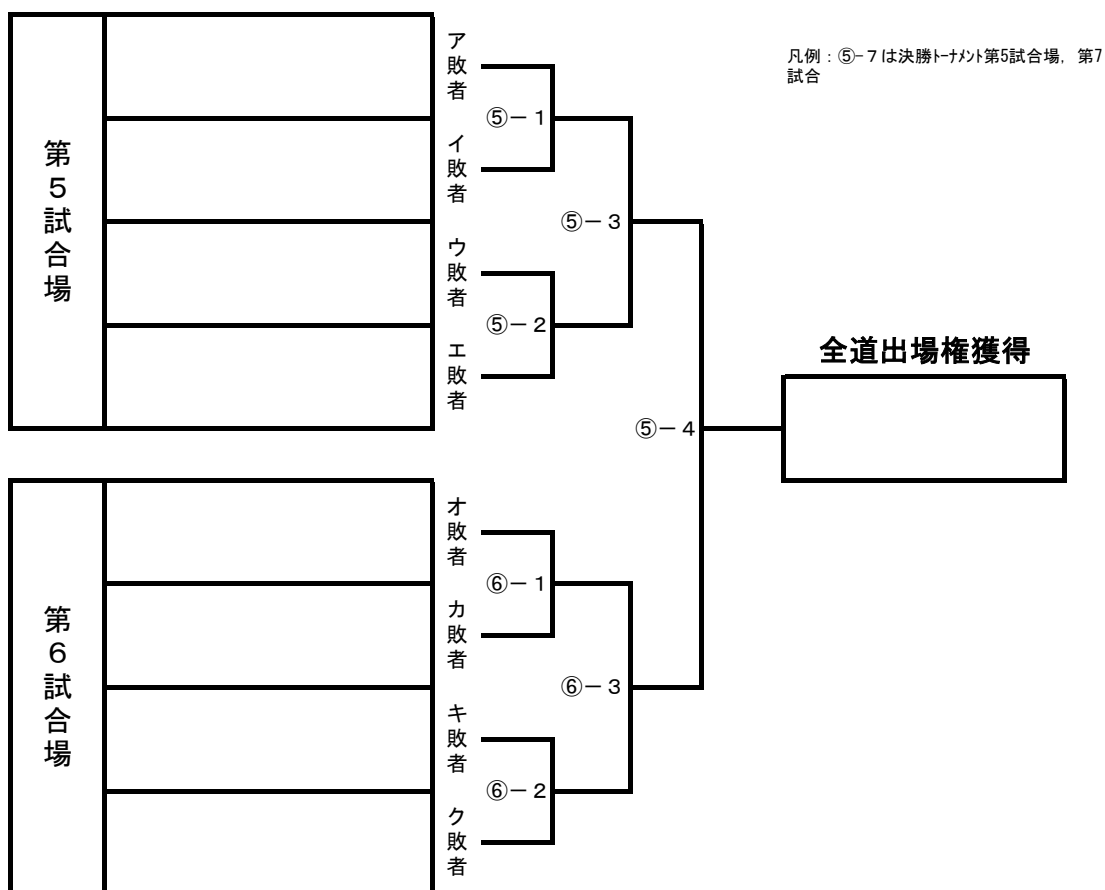 凡例：⑤-７は決勝ﾄｰﾅﾒﾝﾄ第5試合場，第7
試合
第５試合場
ア敗者
⑤－１
イ敗者
⑤－３
ウ敗者
⑤－２
エ敗者
全道出場権獲得
⑤－４
第６試合場
オ敗者
⑥－１
カ敗者
⑥－３
キ敗者
⑥－２
ク敗者